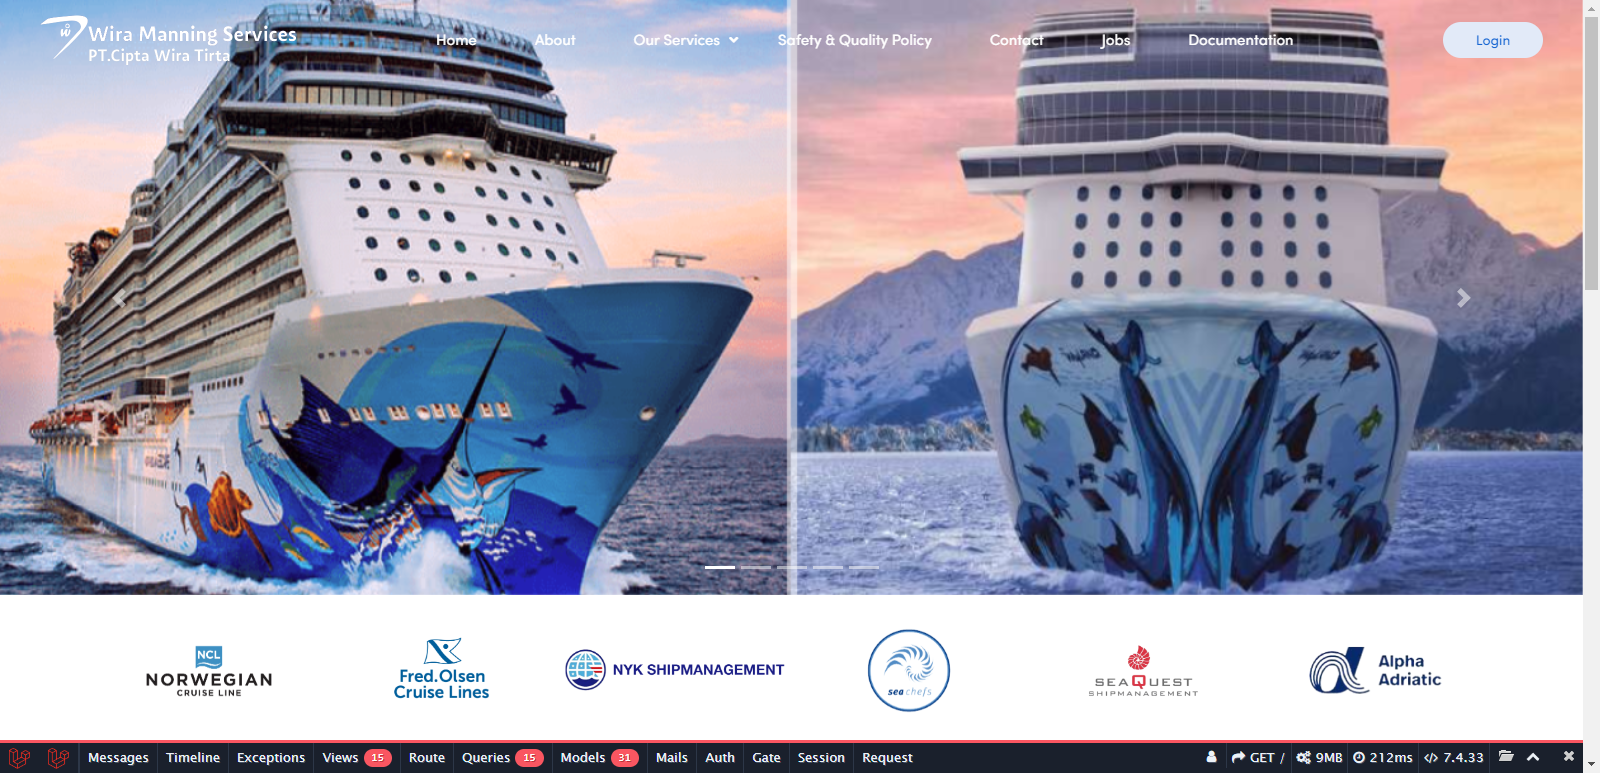 Wira Manning Services
PT.Cipta Wira Tirta
Home About Our Services Safety & Quality Policy Contact Jobs Documentation Login
NCL
NORWEGIAN
CRUISE LINE
Fred.Olsen
Cruise Lines
NYK SHIPMANAGEMENT
sea chefs
SEAQUEST
SHIPMANAGEMENT
Alpha
Adriatic
Messages Timeline Exceptions Views 15 Route Queries 15 Models 31 Mails Auth Gate Session Request GET / 9MB 212ms 7.4.33